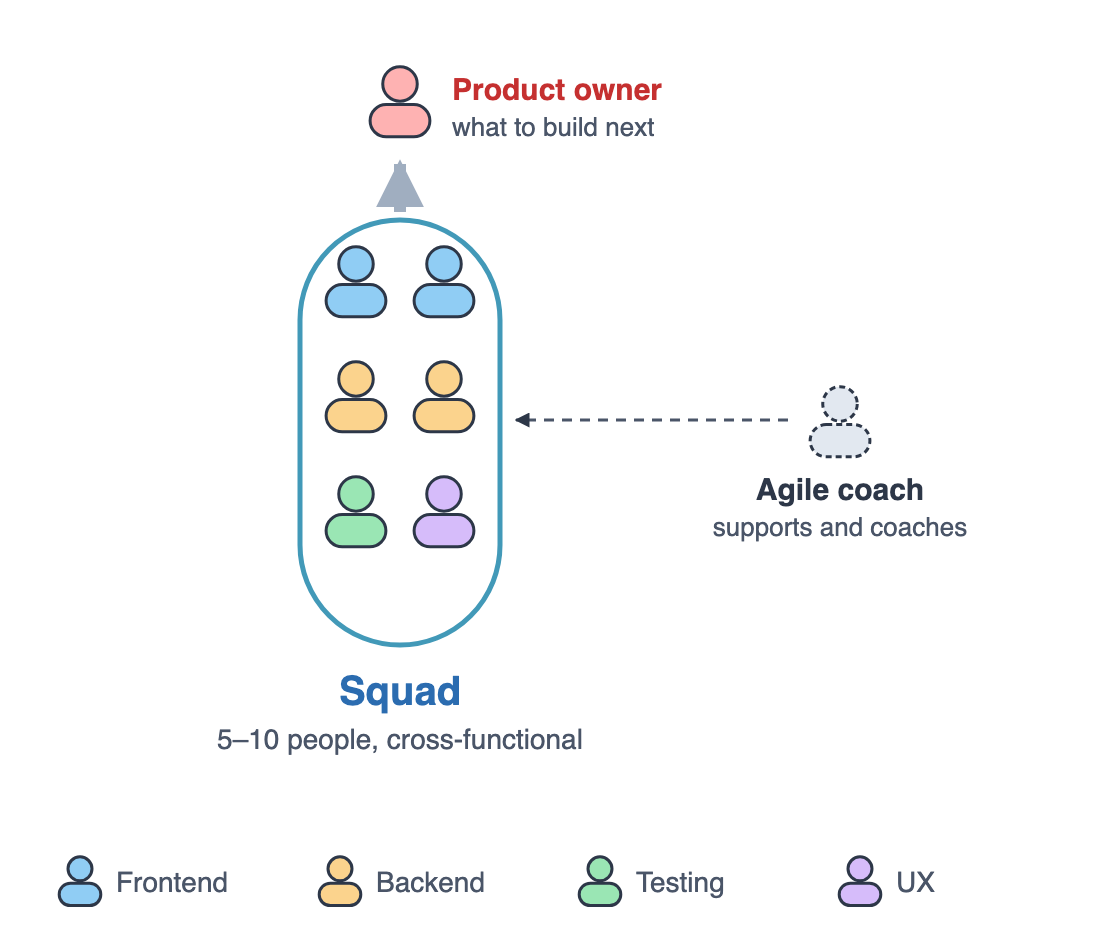 Product owner
what to build next
Agile coach
supports and coaches
Squad
5–10 people, cross-functional
Frontend
Backend
Testing
UX